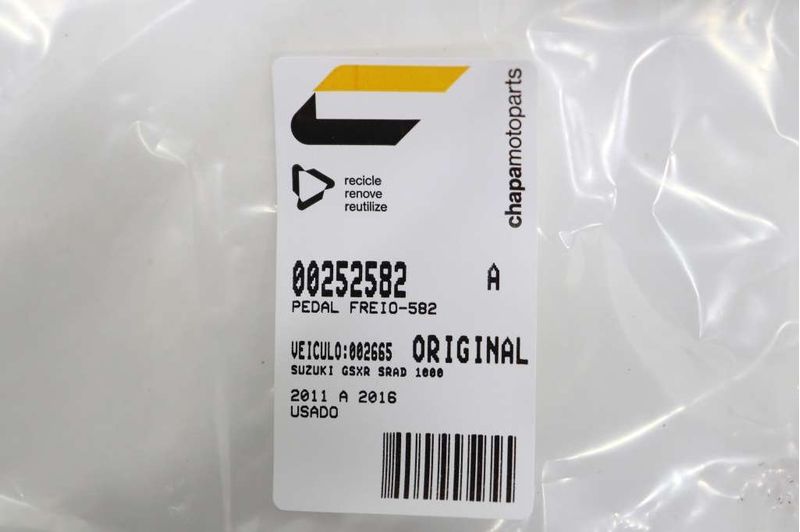 chapamotoparts
recicle
renove
reutilize
00252582 A
PEDAL FREIO-582
VEICULO:002665 ORIGINAL
SUZUKI GSXR SRAD 1000
2011 A 2016
USADO